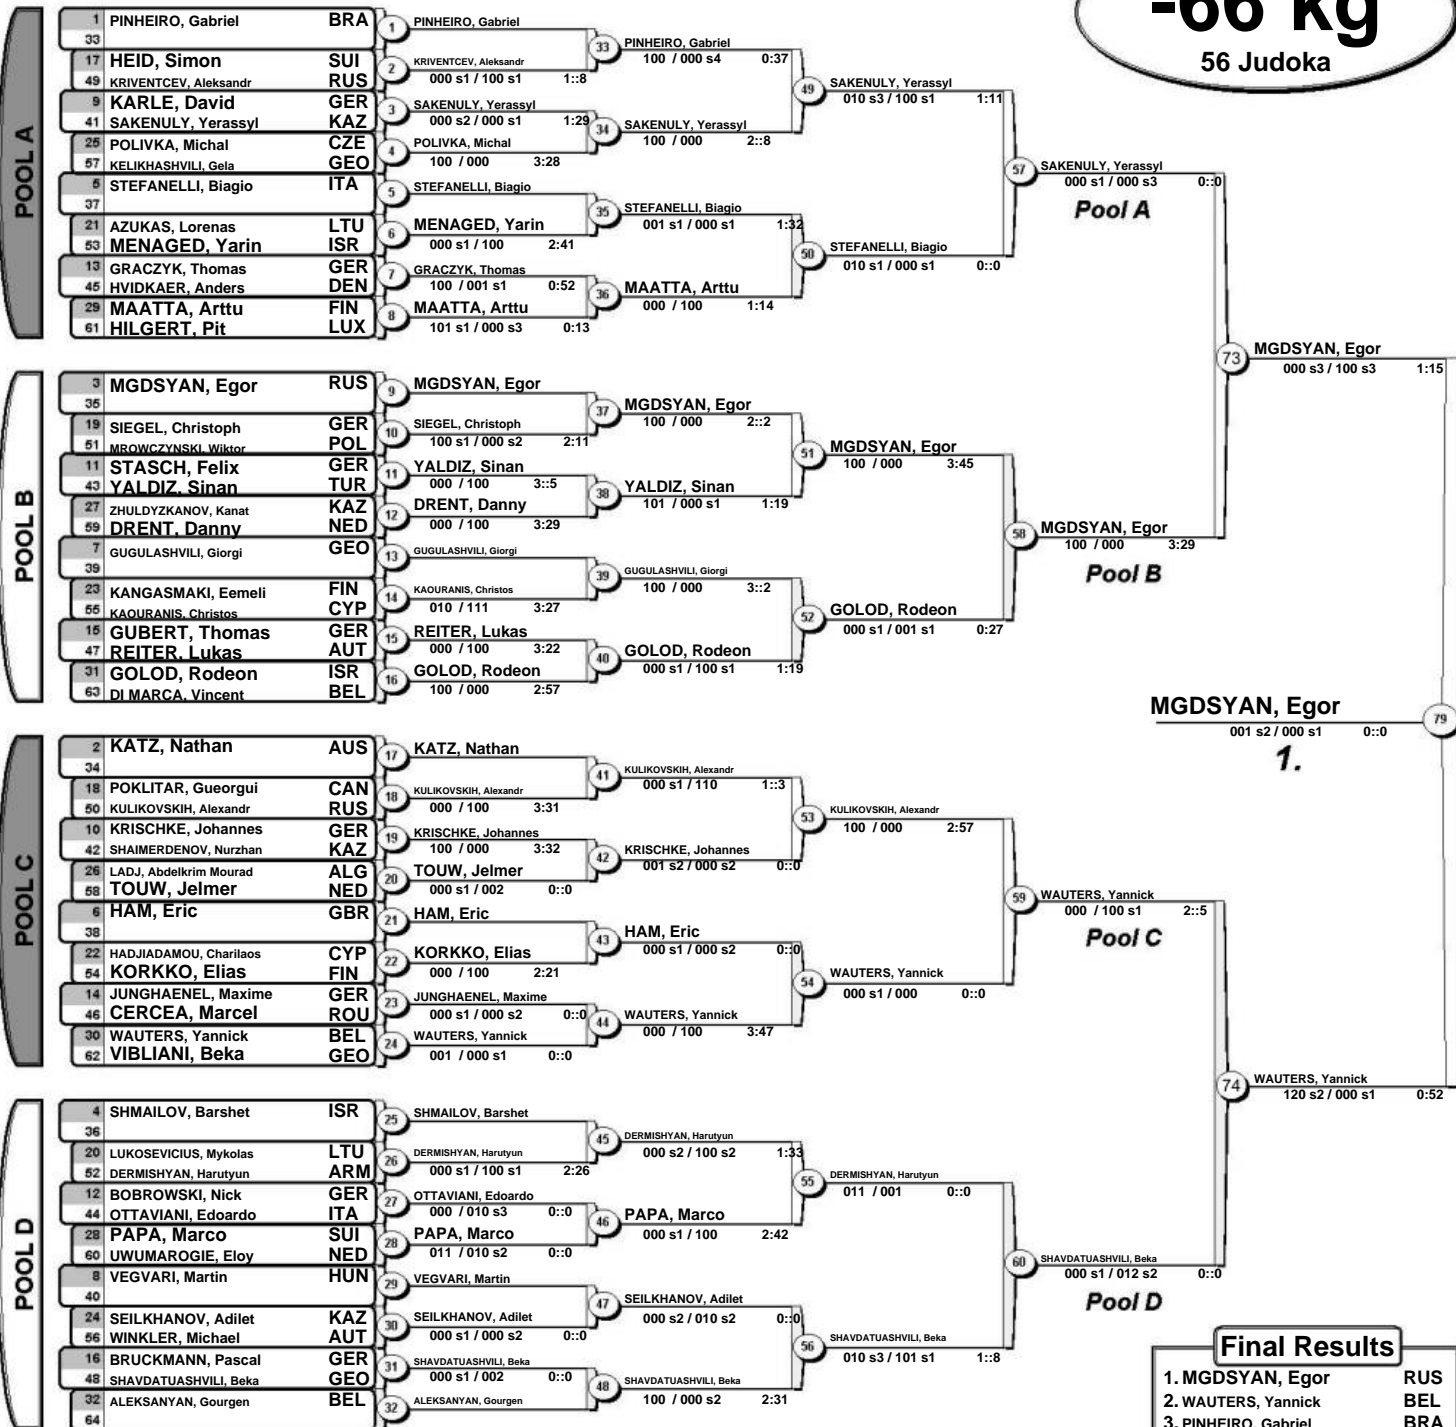 -66 kg
56 Judoka
POOL A
1 PINHEIRO, Gabriel BRA
33
17 HEID, Simon SUI
49 KRIVENTCEV, Aleksandr RUS
9 KARLE, David GER
41 SAKENULY, Yerassyl KAZ
25 POLIVKA, Michal CZE
57 KELIKHASHVILI, Gela GEO
5 STEFANELLI, Biagio ITA
37
21 AZUKAS, Lorenas LTU
53 MENAGED, Yarin ISR
13 GRACZYK, Thomas GER
45 HVIDKAER, Anders DEN
29 MAATTA, Arttu FIN
61 HILGERT, Pit LUX
1 PINHEIRO, Gabriel
2 KRIVENTCEV, Aleksandr
000 s1 / 100 s1 1::8
3 SAKENULY, Yerassyl
000 s2 / 000 s1 1:29
4 POLIVKA, Michal
100 / 000 3:28
5 STEFANELLI, Biagio
6 MENAGED, Yarin
000 s1 / 100 2:41
7 GRACZYK, Thomas
100 / 001 s1 0:52
8 MAATTA, Arttu
101 s1 / 000 s3 0:13
33 PINHEIRO, Gabriel
100 / 000 s4 0:37
34 SAKENULY, Yerassyl
100 / 000 2::8
35 STEFANELLI, Biagio
001 s1 / 000 s1 1:32
36 MAATTA, Arttu
000 / 100 1:14
49 SAKENULY, Yerassyl
010 s3 / 100 s1 1:11
50 STEFANELLI, Biagio
010 s1 / 000 s1 0::0
57 SAKENULY, Yerassyl
000 s1 / 000 s3 0::0
Pool A
POOL B
3 MGDSYAN, Egor RUS
35
19 SIEGEL, Christoph GER
51 MROWCZYNSKI, Wiktor POL
11 STASCH, Felix GER
43 YALDIZ, Sinan TUR
27 ZHULDYZKANOV, Kanat KAZ
59 DRENT, Danny NED
7 GUGULASHVILI, Giorgi GEO
39
23 KANGASMAKI, Eemeli FIN
55 KAOURANIS, Christos CYP
15 GUBERT, Thomas GER
47 REITER, Lukas AUT
31 GOLOD, Rodeon ISR
63 DI MARCA, Vincent BEL
9 MGDSYAN, Egor
10 SIEGEL, Christoph
100 s1 / 000 s2 2:11
11 YALDIZ, Sinan
000 / 100 3::5
12 DRENT, Danny
000 / 100 3:29
13 GUGULASHVILI, Giorgi
14 KAOURANIS, Christos
010 / 111 3:27
15 REITER, Lukas
000 / 100 3:22
16 GOLOD, Rodeon
100 / 000 2:57
37 MGDSYAN, Egor
100 / 000 2::2
38 YALDIZ, Sinan
101 / 000 s1 1:19
39 GUGULASHVILI, Giorgi
100 / 000 3::2
40 GOLOD, Rodeon
000 s1 / 100 s1 1:19
51 MGDSYAN, Egor
100 / 000 3:45
52 GOLOD, Rodeon
000 s1 / 001 s1 0:27
58 MGDSYAN, Egor
100 / 000 3:29
Pool B
73 MGDSYAN, Egor
000 s3 / 100 s3 1:15
MGDSYAN, Egor 79
001 s2 / 000 s1 0::0
1.
POOL C
2 KATZ, Nathan AUS
34
18 POKLITAR, Gueorgui CAN
50 KULIKOVSKIH, Alexandr RUS
10 KRISCHKE, Johannes GER
42 SHAIMERDENOV, Nurzhan KAZ
26 LADJ, Abdelkrim Mourad ALG
58 TOUW, Jelmer NED
6 HAM, Eric GBR
38
22 HADJIADAMOU, Charilaos CYP
54 KORKKO, Elias FIN
14 JUNGHAENEL, Maxime GER
46 CERCEA, Marcel ROU
30 WAUTERS, Yannick BEL
62 VIBLIANI, Beka GEO
17 KATZ, Nathan
18 KULIKOVSKIH, Alexandr
000 / 100 3:31
19 KRISCHKE, Johannes
100 / 000 3:32
20 TOUW, Jelmer
000 s1 / 002 0::0
21 HAM, Eric
22 KORKKO, Elias
000 / 100 2:21
23 JUNGHAENEL, Maxime
000 s1 / 000 s2 0::0
24 WAUTERS, Yannick
001 / 000 s1 0::0
41 KULIKOVSKIH, Alexandr
000 s1 / 110 1::3
42 KRISCHKE, Johannes
001 s2 / 000 s2 0::0
43 HAM, Eric
000 s1 / 000 s2 0::0
44 WAUTERS, Yannick
000 / 100 3:47
53 KULIKOVSKIH, Alexandr
100 / 000 2:57
54 WAUTERS, Yannick
000 s1 / 000 0::0
59 WAUTERS, Yannick
000 / 100 s1 2::5
Pool C
74 WAUTERS, Yannick
120 s2 / 000 s1 0:52
POOL D
4 SHMAILOV, Barshet ISR
36
20 LUKOSEVICIUS, Mykolas LTU
52 DERMISHYAN, Harutyun ARM
12 BOBROWSKI, Nick GER
44 OTTAVIANI, Edoardo ITA
28 PAPA, Marco SUI
60 UWUMAROGIE, Eloy NED
8 VEGVARI, Martin HUN
40
24 SEILKHANOV, Adilet KAZ
56 WINKLER, Michael AUT
16 BRUCKMANN, Pascal GER
48 SHAVDATUASHVILI, Beka GEO
32 ALEKSANYAN, Gourgen BEL
64
25 SHMAILOV, Barshet
26 DERMISHYAN, Harutyun
000 s1 / 100 s1 2:26
27 OTTAVIANI, Edoardo
000 / 010 s3 0::0
28 PAPA, Marco
011 / 010 s2 0::0
29 VEGVARI, Martin
30 SEILKHANOV, Adilet
000 s1 / 000 s2 0::0
31 SHAVDATUASHVILI, Beka
000 s1 / 002 0::0
32 ALEKSANYAN, Gourgen
45 DERMISHYAN, Harutyun
000 s2 / 100 s2 1:33
46 PAPA, Marco
000 s1 / 100 2:42
47 SEILKHANOV, Adilet
000 s2 / 010 s2 0::0
48 SHAVDATUASHVILI, Beka
100 / 000 s2 2:31
55 DERMISHYAN, Harutyun
011 / 001 0::0
56 SHAVDATUASHVILI, Beka
010 s3 / 101 s1 1::8
60 SHAVDATUASHVILI, Beka
000 s1 / 012 s2 0::0
Pool D
Final Results
1. MGDSYAN, Egor RUS
2. WAUTERS, Yannick BEL
3. PINHEIRO, Gabriel BRA